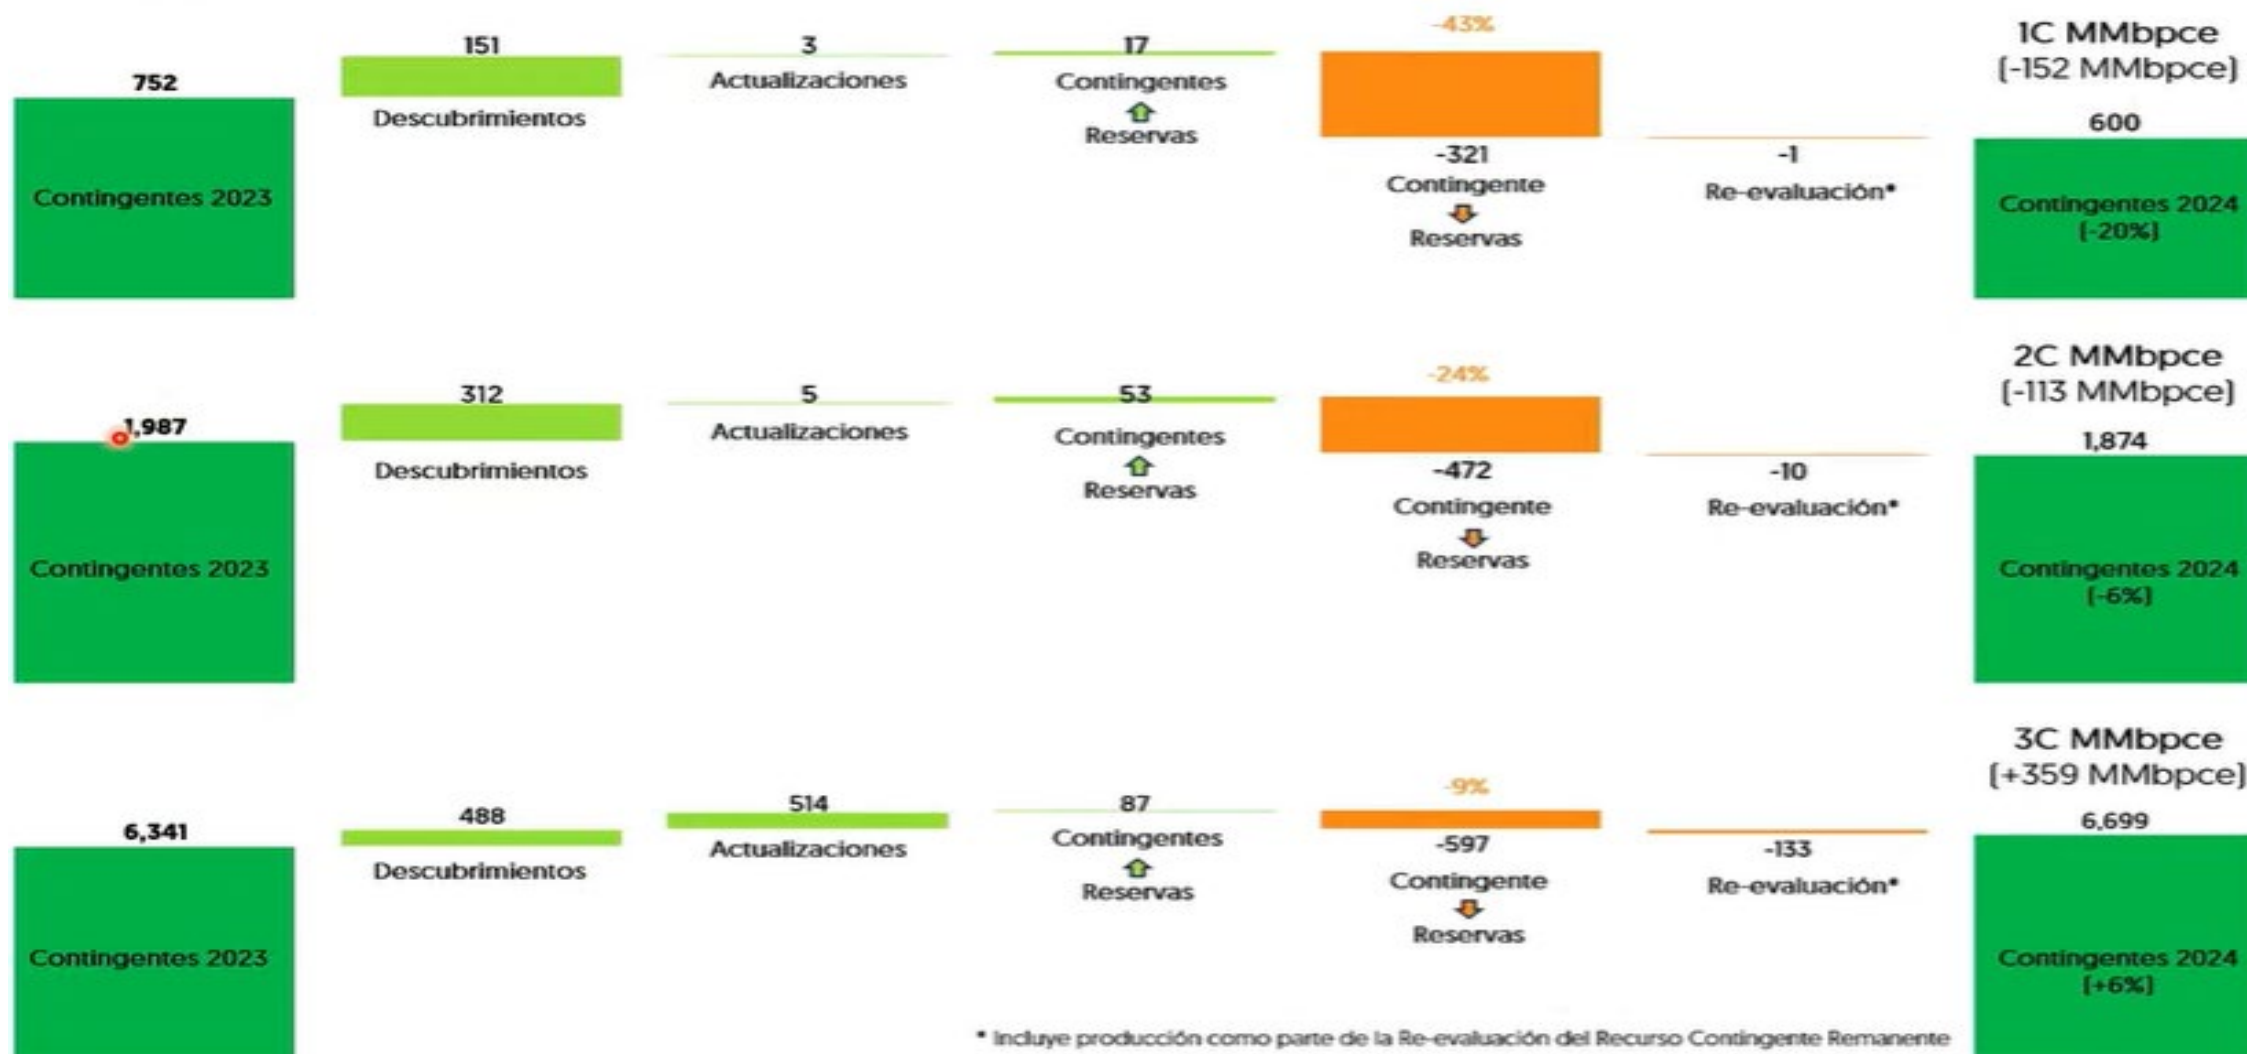 -43%
1C MMbpce
(-152 MMbpce)
752
151
3
17
600
Descubrimientos
Actualizaciones
Contingentes
Reservas
-321
Contingente
Reservas
-1
Re-evaluación*
Contingentes 2023
Contingentes 2024
(-20%)
-24%
2C MMbpce
(-113 MMbpce)
1,987
312
5
53
1,874
Descubrimientos
Actualizaciones
Contingentes
Reservas
-472
Contingente
Reservas
-10
Re-evaluación*
Contingentes 2023
Contingentes 2024
(-6%)
-9%
3C MMbpce
(+359 MMbpce)
6,341
488
514
87
6,699
Descubrimientos
Actualizaciones
Contingentes
Reservas
-597
Contingente
Reservas
-133
Re-evaluación*
Contingentes 2023
Contingentes 2024
(+6%)
* Incluye producción como parte de la Re-evaluación del Recurso Contingente Remanente